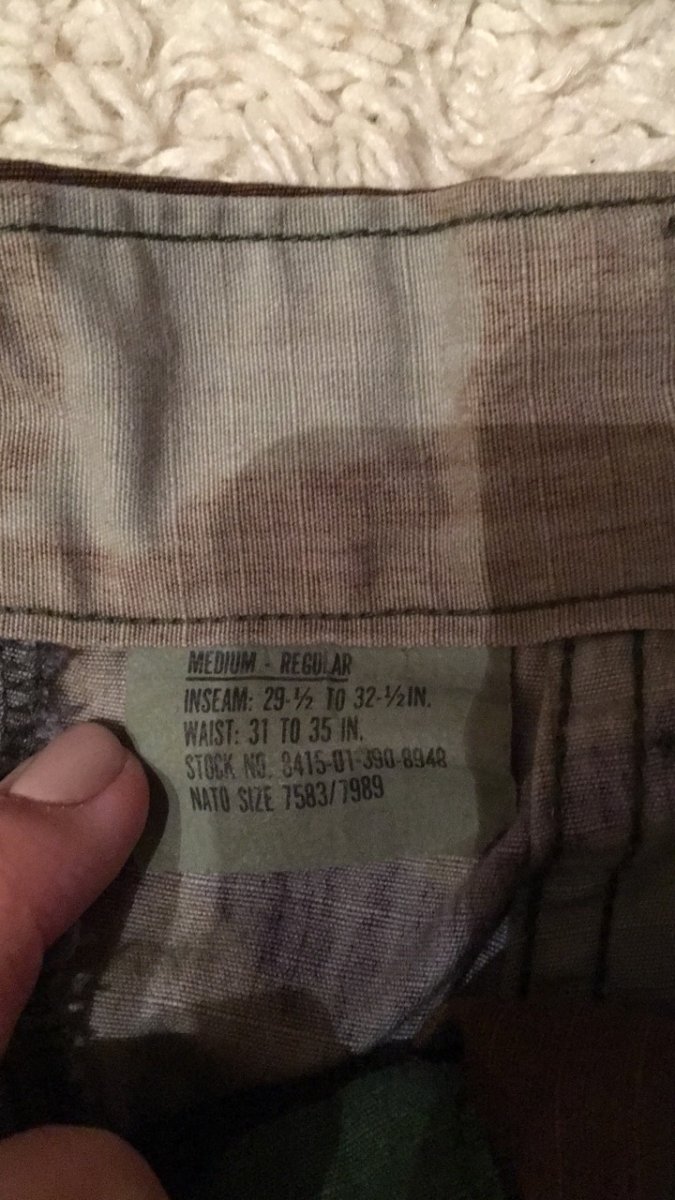 MEDIUM - REGULAR
INSEAM: 29-½ TO 32-½IN.
WAIST: 31 TO 35 IN.
STOCK NO. 8415-01-390-8948
NATO SIZE 7583/7989